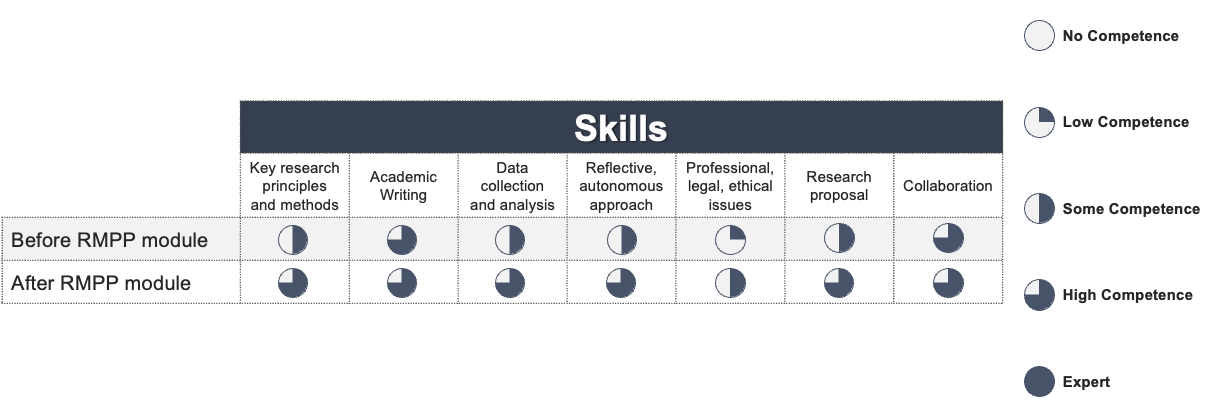 No Competence
Low Competence
Skills
Key research
principles
and methods
Academic
Writing
Data
collection
and analysis
Reflective,
autonomous
approach
Professional,
legal, ethical
issues
Research
proposal
Collaboration
Some Competence
Before RMPP module
After RMPP module
High Competence
Expert